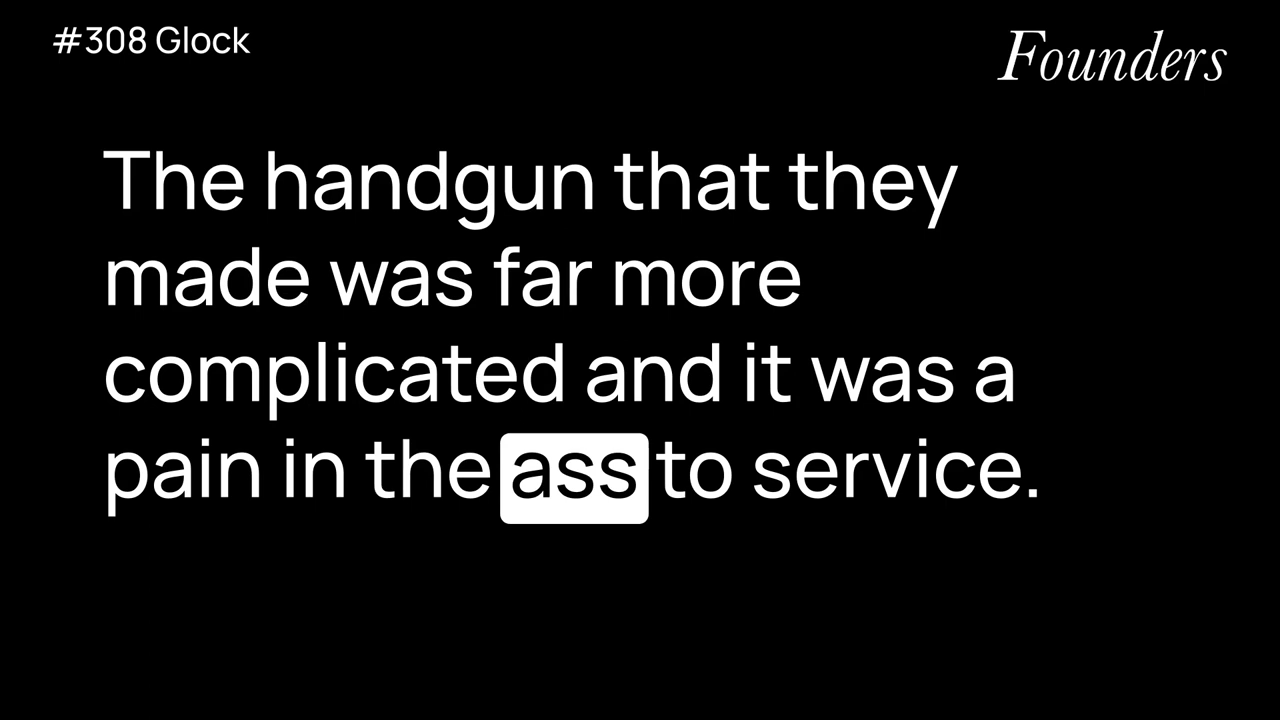 #308 Glock
Founders
The handgun that they
made was far more
complicated and it was a
pain in the ass to service.